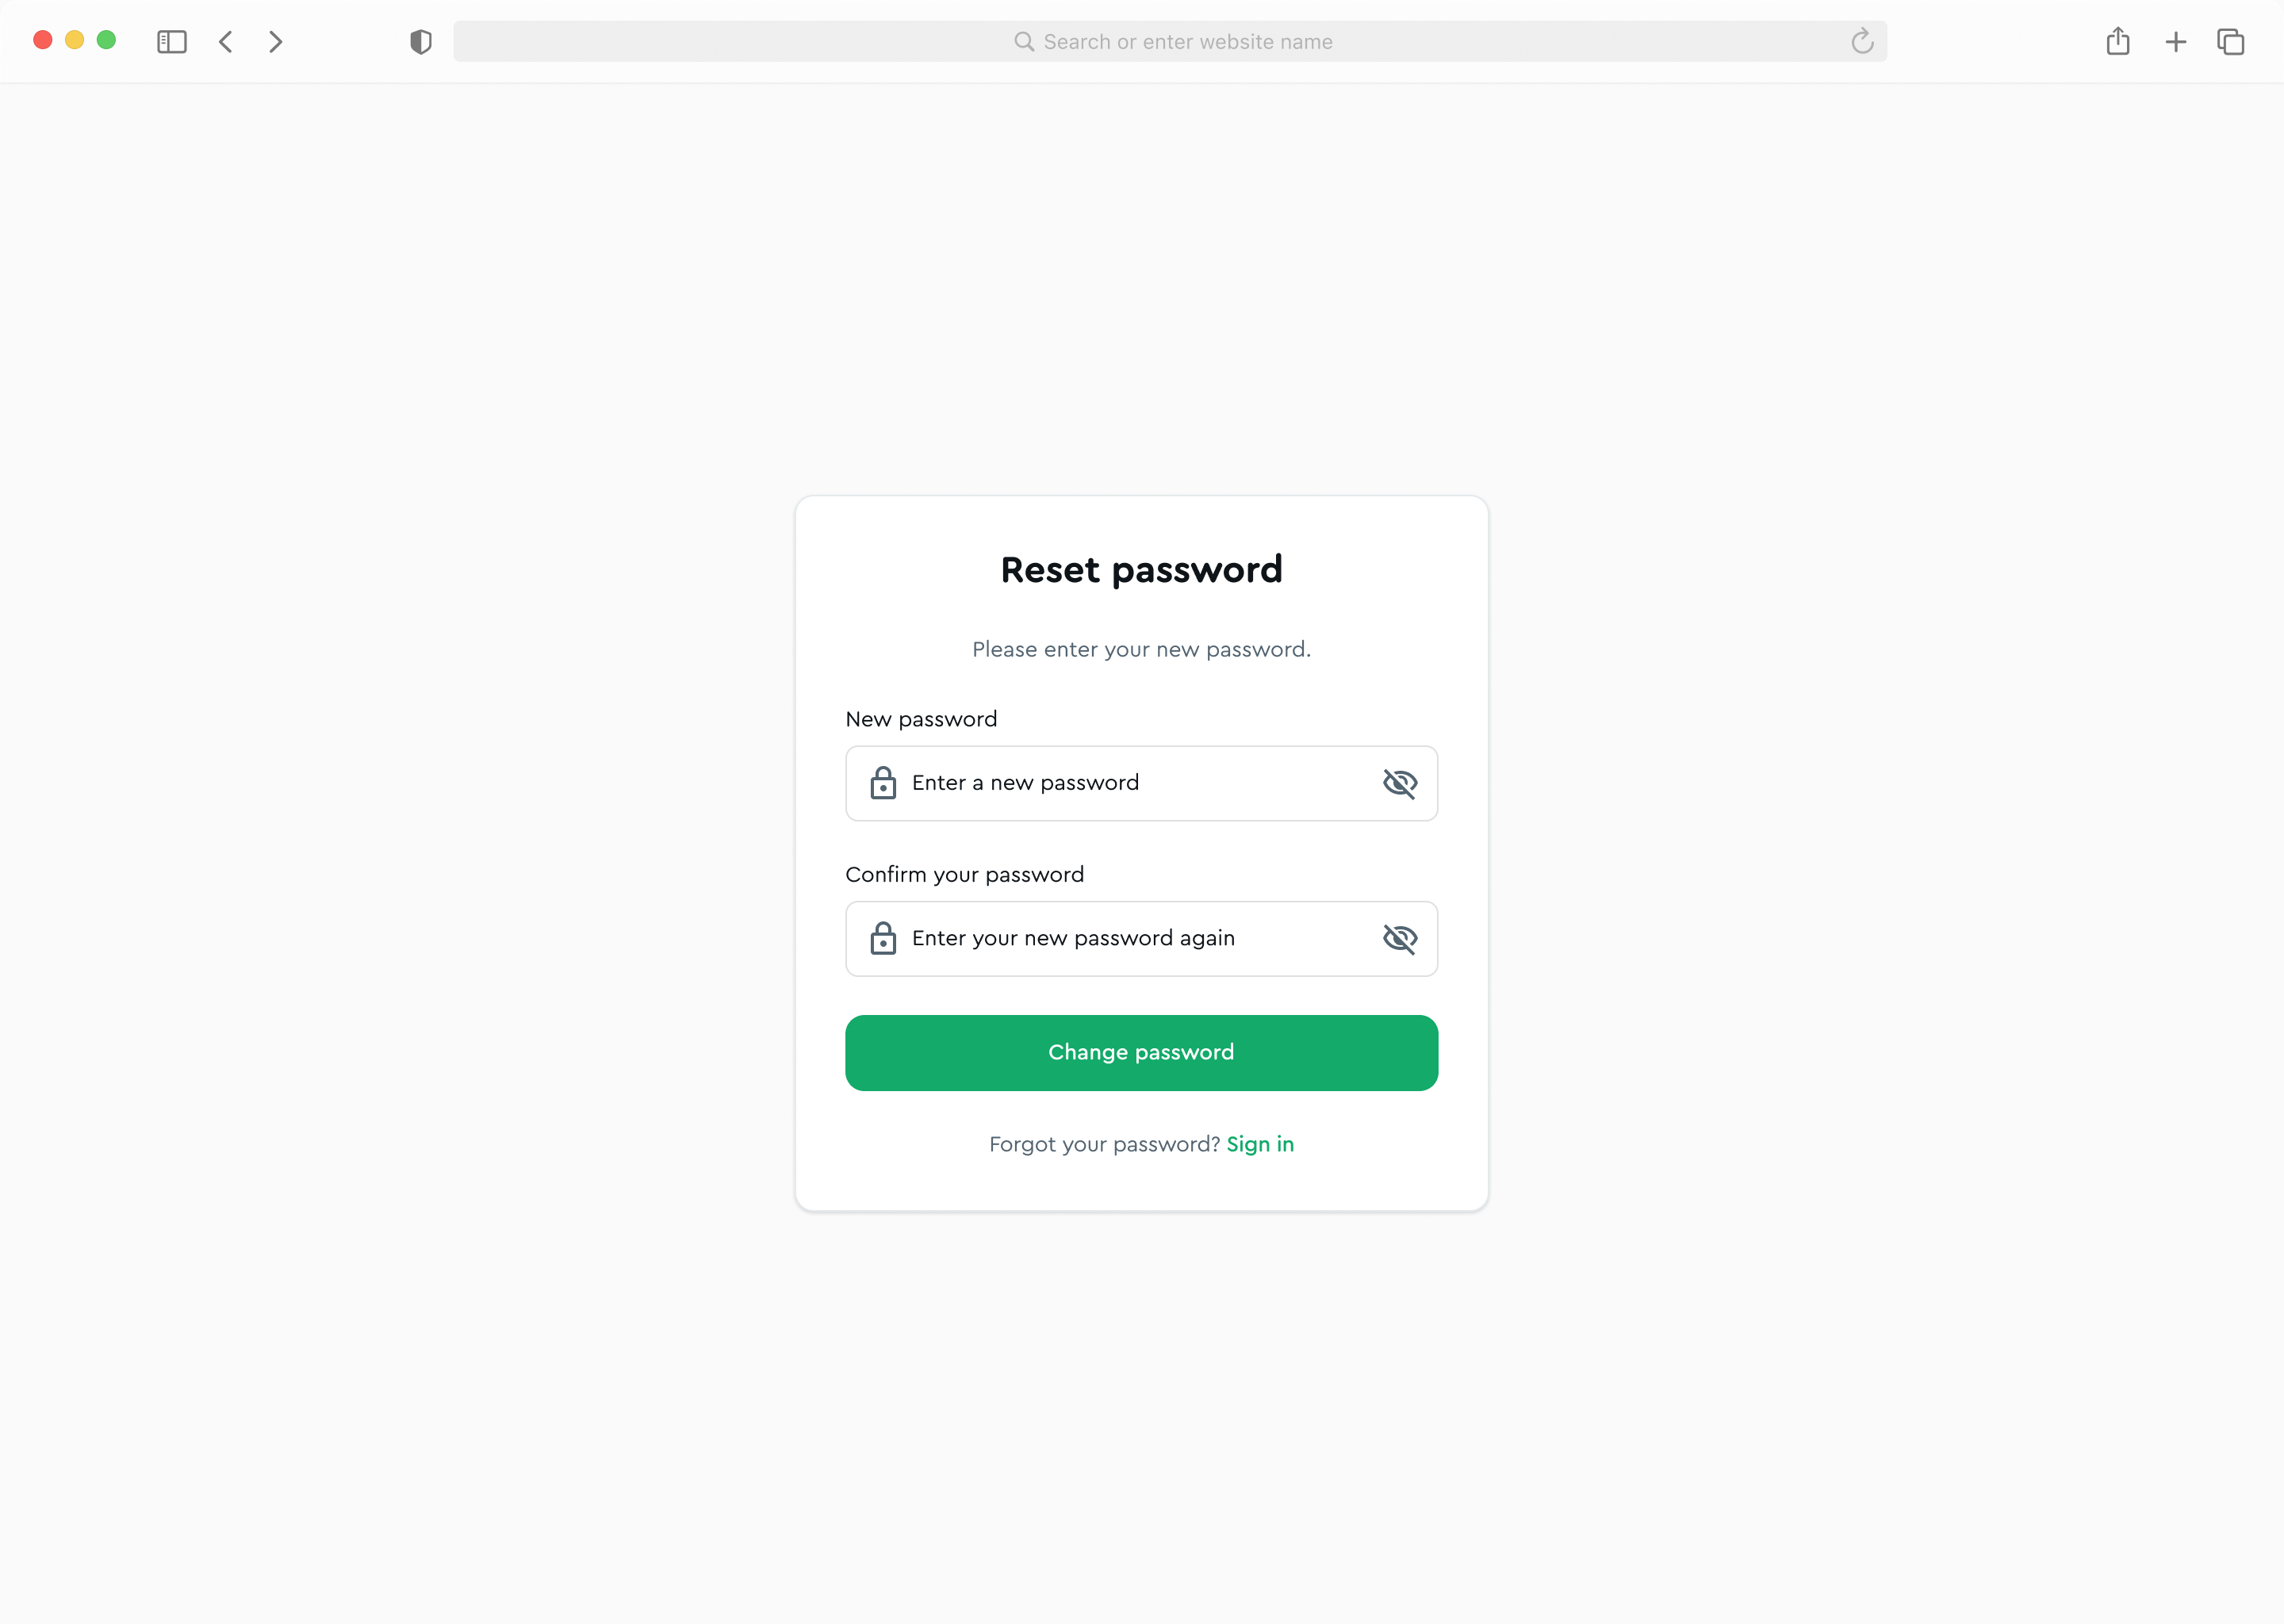 Search or enter website name
Reset password
Please enter your new password.
New password
Enter a new password
Confirm your password
Enter your new password again
Change password
Forgot your password? Sign in